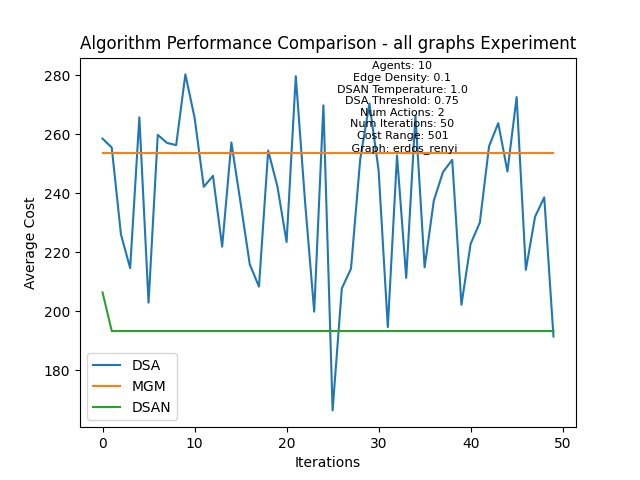 Algorithm Performance Comparison - all graphs Experiment
Agents: 10
Edge Density: 0.1
DSAN Temperature: 1.0
DSA Threshold: 0.75
Num Actions: 2
Num Iterations: 50
Cost Range: 501
Graph: erdos_renyi
Average Cost
280
260
240
220
200
180
DSA
MGM
DSAN
0
10
20
30
40
50
Iterations